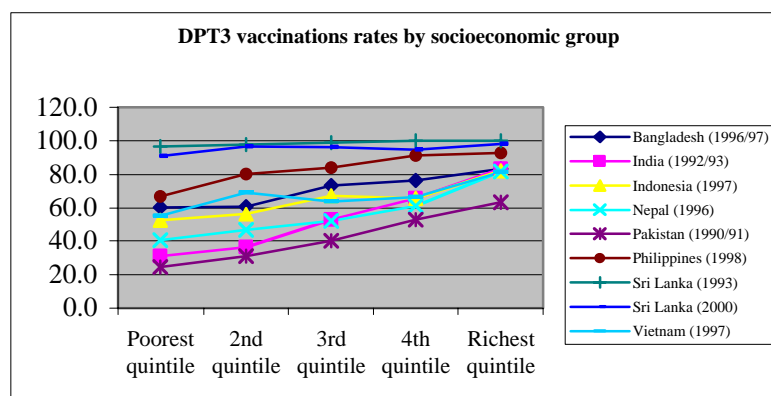 DPT3 vaccinations rates by socioeconomic group
120.0
100.0
80.0
60.0
40.0
20.0
0.0
Poorest
quintile
2nd
quintile
3rd
quintile
4th
quintile
Richest
quintile
Bangladesh (1996/97)
India (1992/93)
Indonesia (1997)
Nepal (1996)
Pakistan (1990/91)
Philippines (1998)
Sri Lanka (1993)
Sri Lanka (2000)
Vietnam (1997)